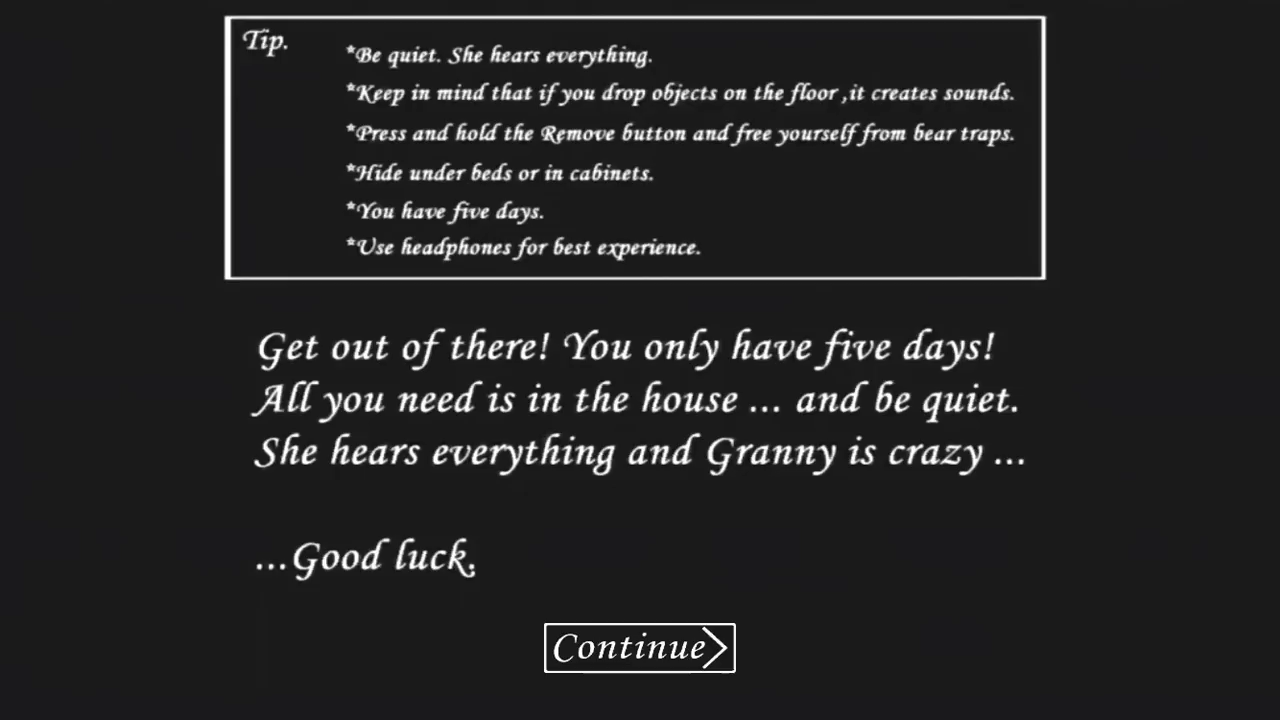 Tip.
*Be quiet. She hears everything.
*Keep in mind that if you drop objects on the floor ,it creates sounds.
*Press and hold the Remove button and free yourself from bear traps.
*Hide under beds or in cabinets.
*You have five days.
*Use headphones for best experience.
Get out of there! You only have five days!
All you need is in the house ... and be quiet.
She hears everything and Granny is crazy ...
...Good luck.
Continue>